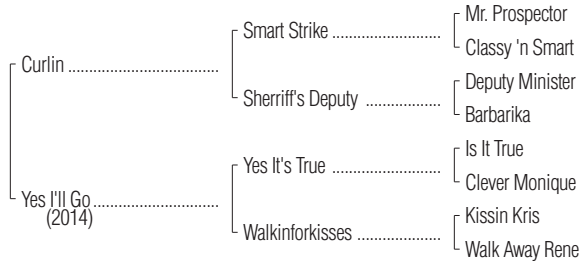 Mr. Prospector
Smart Strike ........................
Classy 'n Smart
Curlin ..................................
Deputy Minister
Sherriff's Deputy .................
Barbarika
Is It True
Yes It's True ........................
Clever Monique
Yes I'll Go ............................
(2014)
Kissin Kris
Walkinforkisses ...................
Walk Away Rene